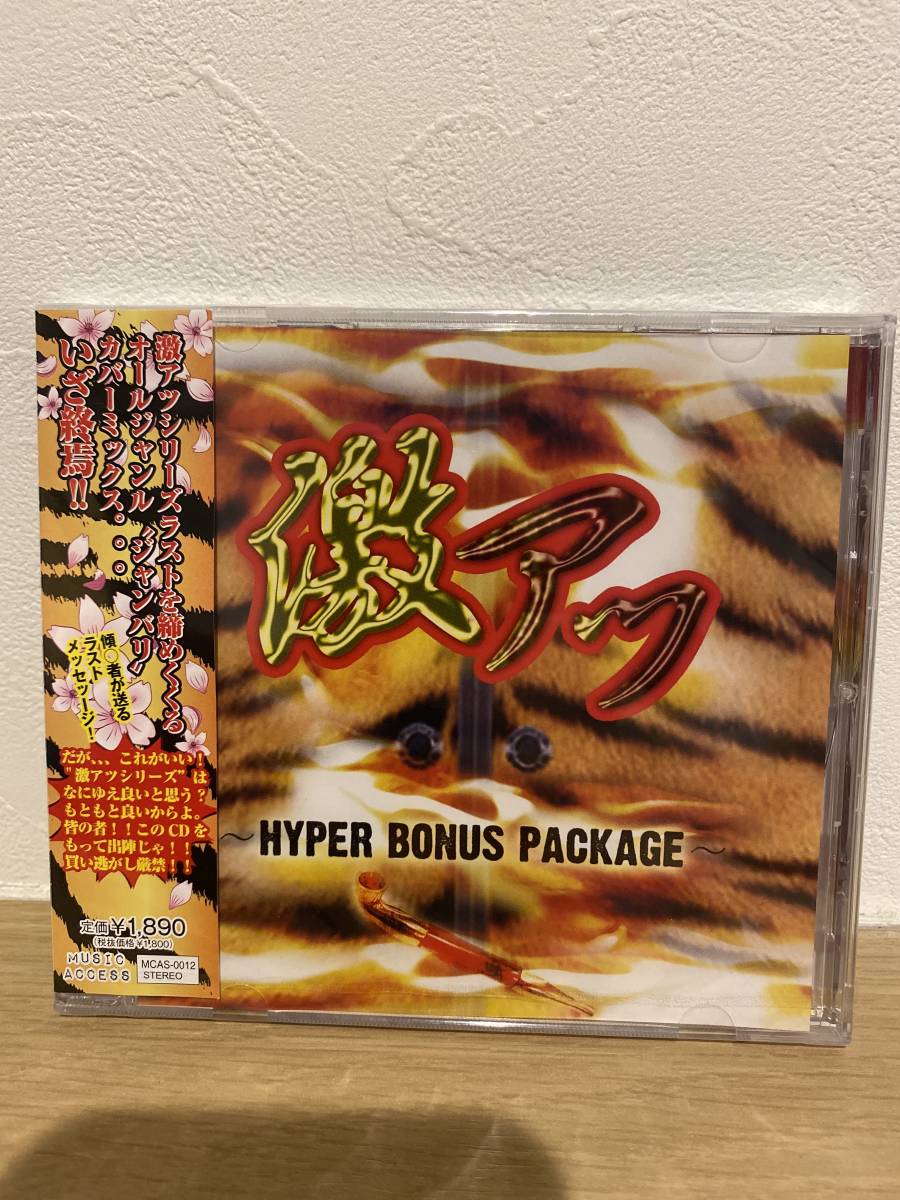 激アツシリーズラストを締めくくる
オールジャンル“ジャンバリ”
カバーミックス。。。
いざ終焉!!
傾○者が送る
ラスト
メッセージ!
だが、、、これがいい!
"激アツシリーズ"は
なにゆえ良いと思う?
もともと良いからよ。
皆の者!!このCDを
もって出陣じゃ!!
買い逃がし厳禁!!
定価¥1,890
(税抜価格¥1,800)
MUSIC
ACCESS
MCAS-0012
STEREO
激アツ
~HYPER BONUS PACKAGE~